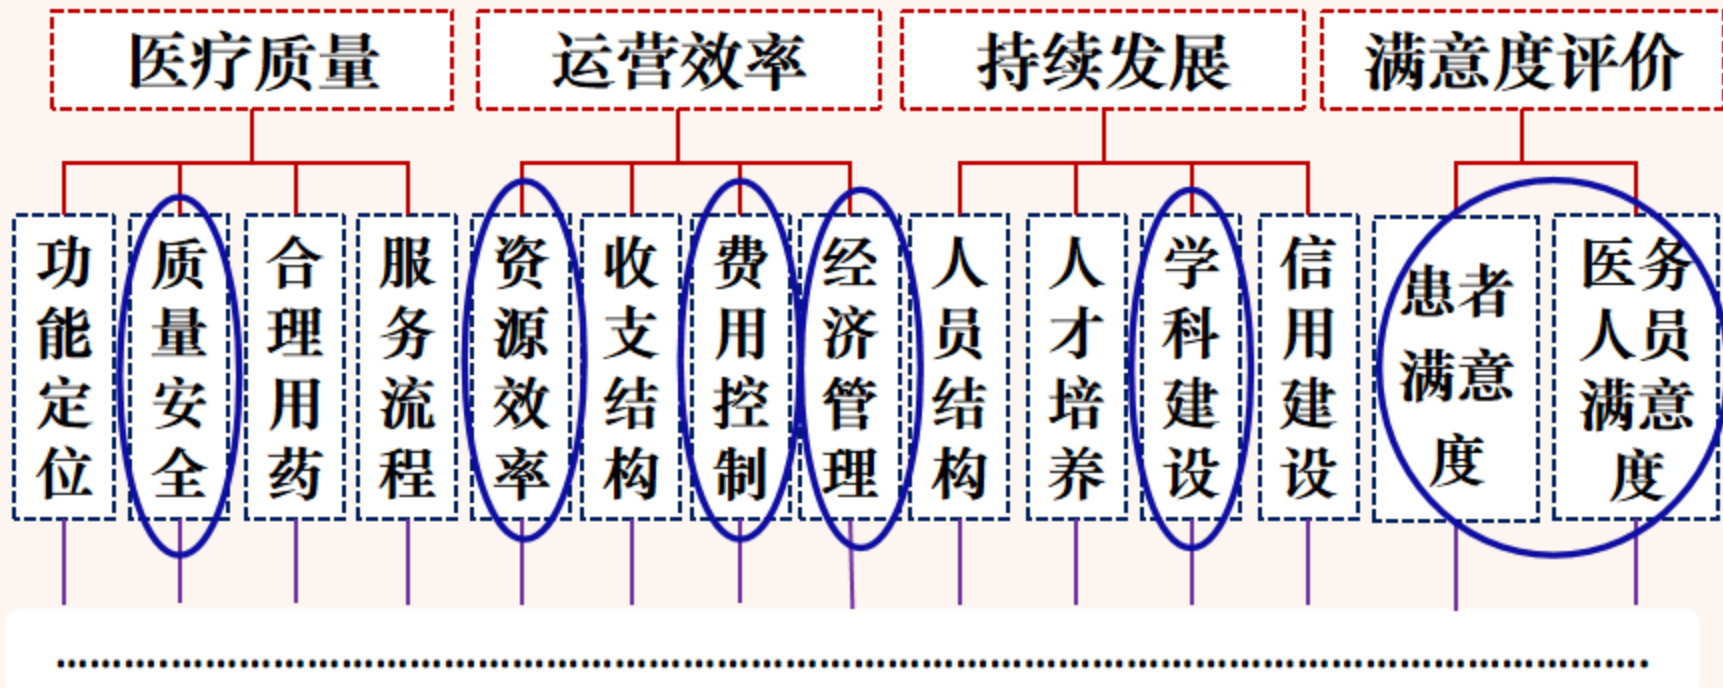 医疗质量
运营效率
持续发展
满意度评价
功能定位
质量安全
合理用药
服务流程
资源效率
收支结构
费用控制
经济管理
人员结构
人才培养
学科建设
信用建设
患者
满意
度
医务
人员
满意
度